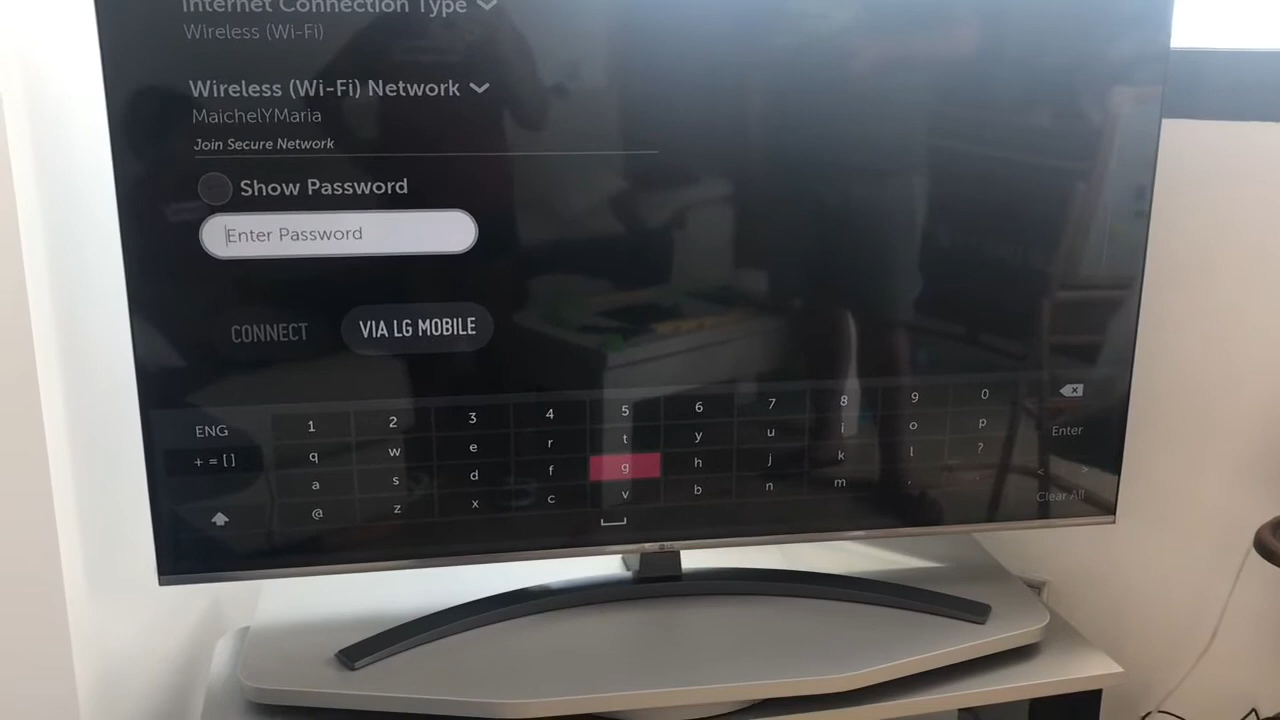 Internet Connection Type
Wireless (Wi-Fi)
Wireless (Wi-Fi) Network
MaichelYMaria
Join Secure Network
Show Password
Enter Password
CONNECT
VIA LG MOBILE
ENG 1 2 3 4 5 6 7 8 9 0
+ = [ ] q w e r t y u i o p Enter
a s d f g h j k l ?
@ z x c v b n m , . < > Clear All
LG